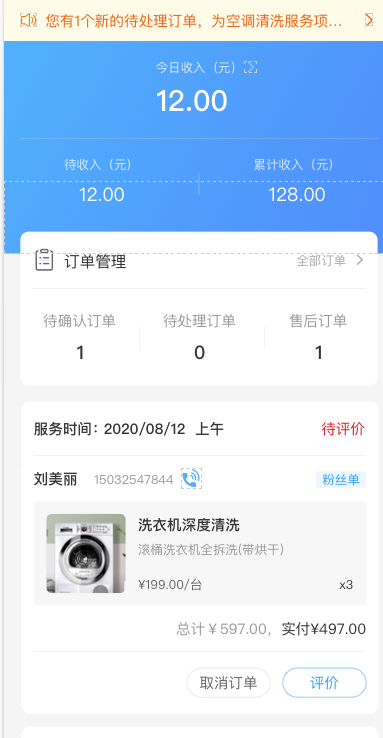 您有1个新的待处理订单，为空调清洗服务项…
今日收入（元）
12.00
待收入（元）
累计收入（元）
12.00
128.00
订单管理
全部订单
待确认订单
待处理订单
售后订单
1
0
1
服务时间：2020/08/12 上午
待评价
刘美丽 15032547844
粉丝单
洗衣机深度清洗
滚桶洗衣机全拆洗(带烘干)
¥199.00/台
x3
总计￥597.00，实付¥497.00
取消订单
评价